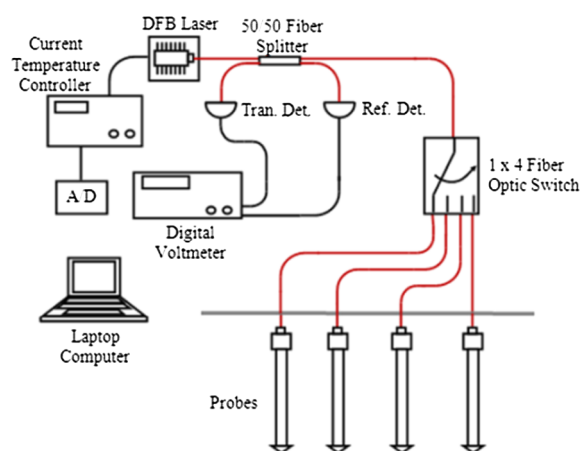 DFB Laser
50 50 Fiber
Splitter
Current
Temperature
Controller
Tran. Det.
Ref. Det.
1 x 4 Fiber
Optic Switch
A D
Digital
Voltmeter
Laptop
Computer
Probes